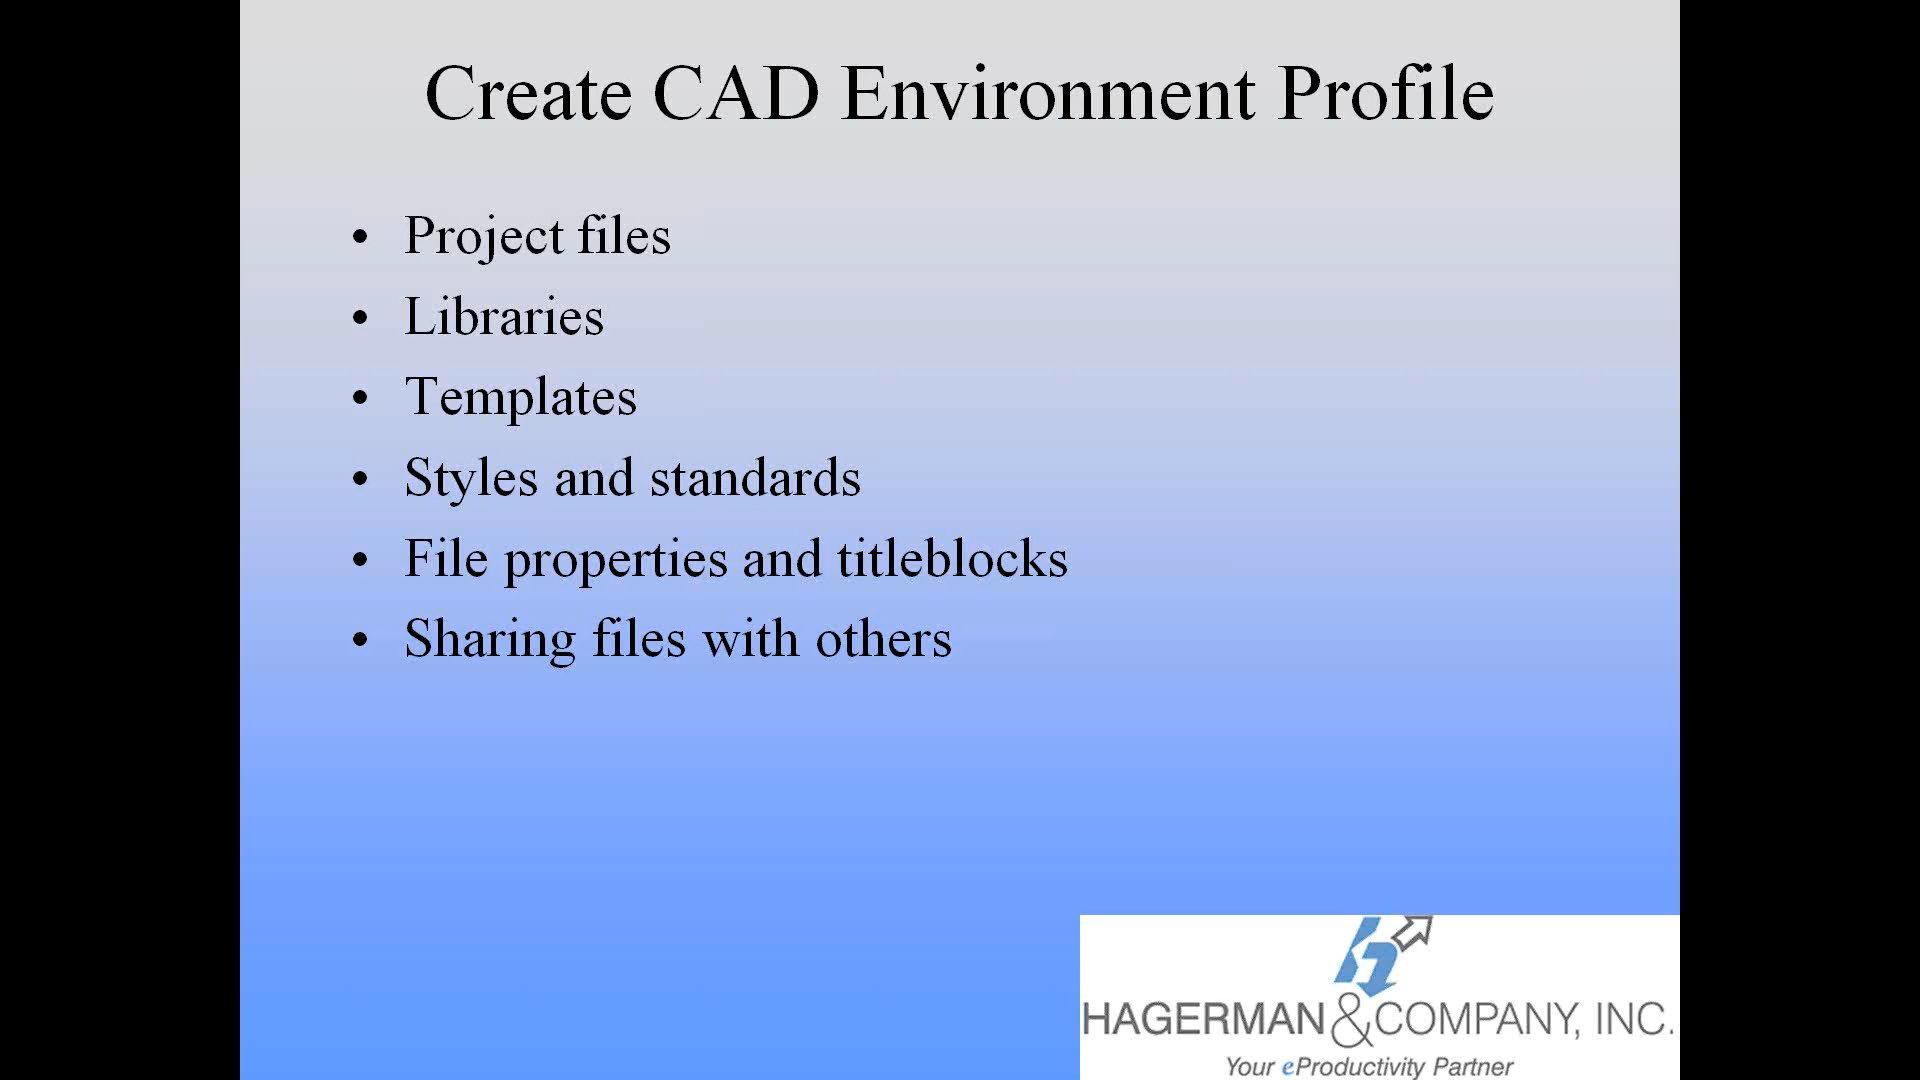 Create CAD Environment Profile
• Project files
• Libraries
• Templates
• Styles and standards
• File properties and titleblocks
• Sharing files with others
HAGERMAN & COMPANY, INC.
Your eProductivity Partner